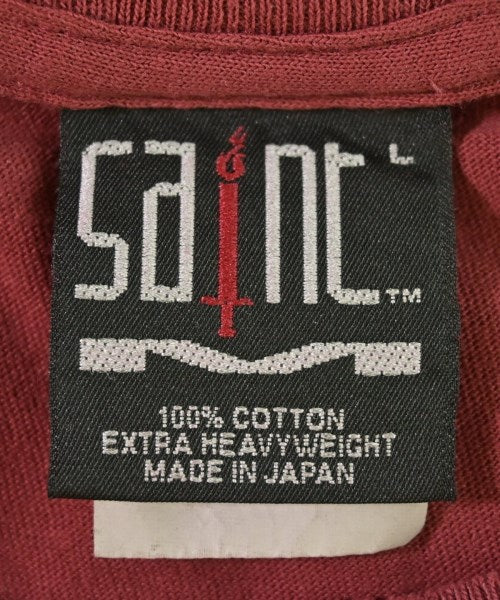 saint L
™
100% COTTON
EXTRA HEAVYWEIGHT
MADE IN JAPAN